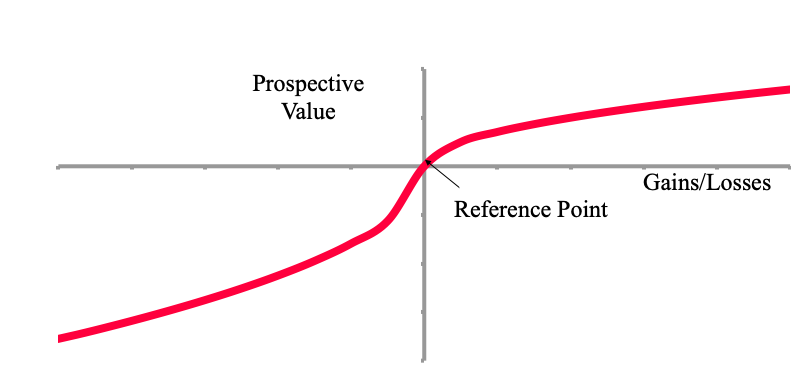 Prospective
Value
Gains/Losses
Reference Point